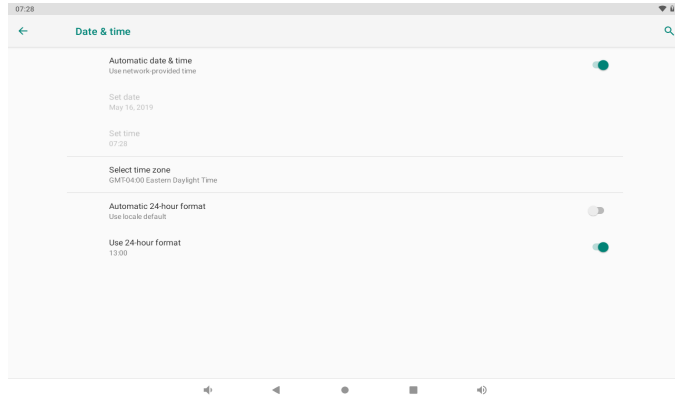 07:28
Date & time
Automatic date & time
Use network-provided time
Set date
May 16, 2019
Set time
07:28
Select time zone
GMT-04:00 Eastern Daylight Time
Automatic 24-hour format
Use locale default
Use 24-hour format
13:00